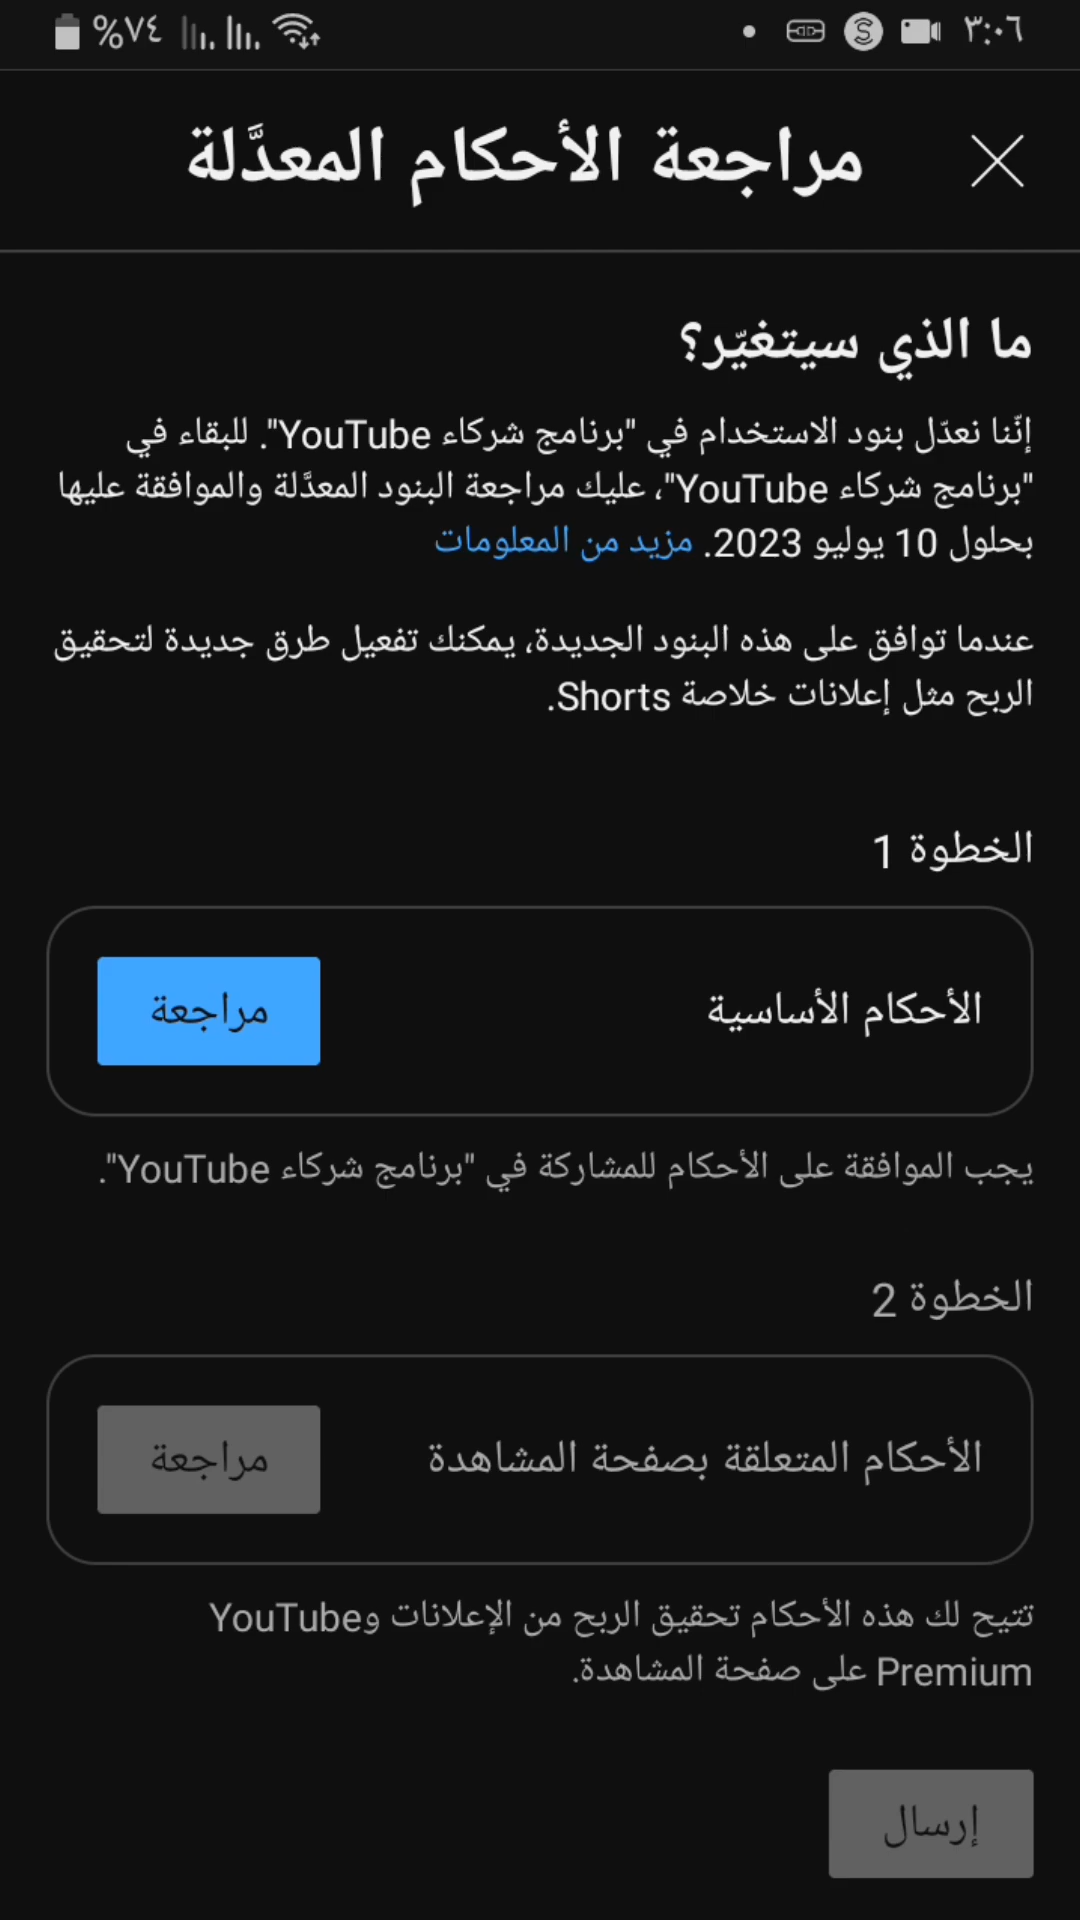 ٣:٠٦
%٧٤
مراجعة الأحكام المعدَّلة
ما الذي سيتغيّر؟
إنّنا نعدّل بنود الاستخدام في "برنامج شركاء YouTube". للبقاء في
"برنامج شركاء YouTube"، عليك مراجعة البنود المعدَّلة والموافقة عليها
بحلول 10 يوليو 2023. مزيد من المعلومات
عندما توافق على هذه البنود الجديدة، يمكنك تفعيل طرق جديدة لتحقيق
الربح مثل إعلانات خلاصة Shorts.
الخطوة 1
الأحكام الأساسية
مراجعة
يجب الموافقة على الأحكام للمشاركة في "برنامج شركاء YouTube".
الخطوة 2
الأحكام المتعلقة بصفحة المشاهدة
مراجعة
تتيح لك هذه الأحكام تحقيق الربح من الإعلانات وYouTube
Premium على صفحة المشاهدة.
إرسال